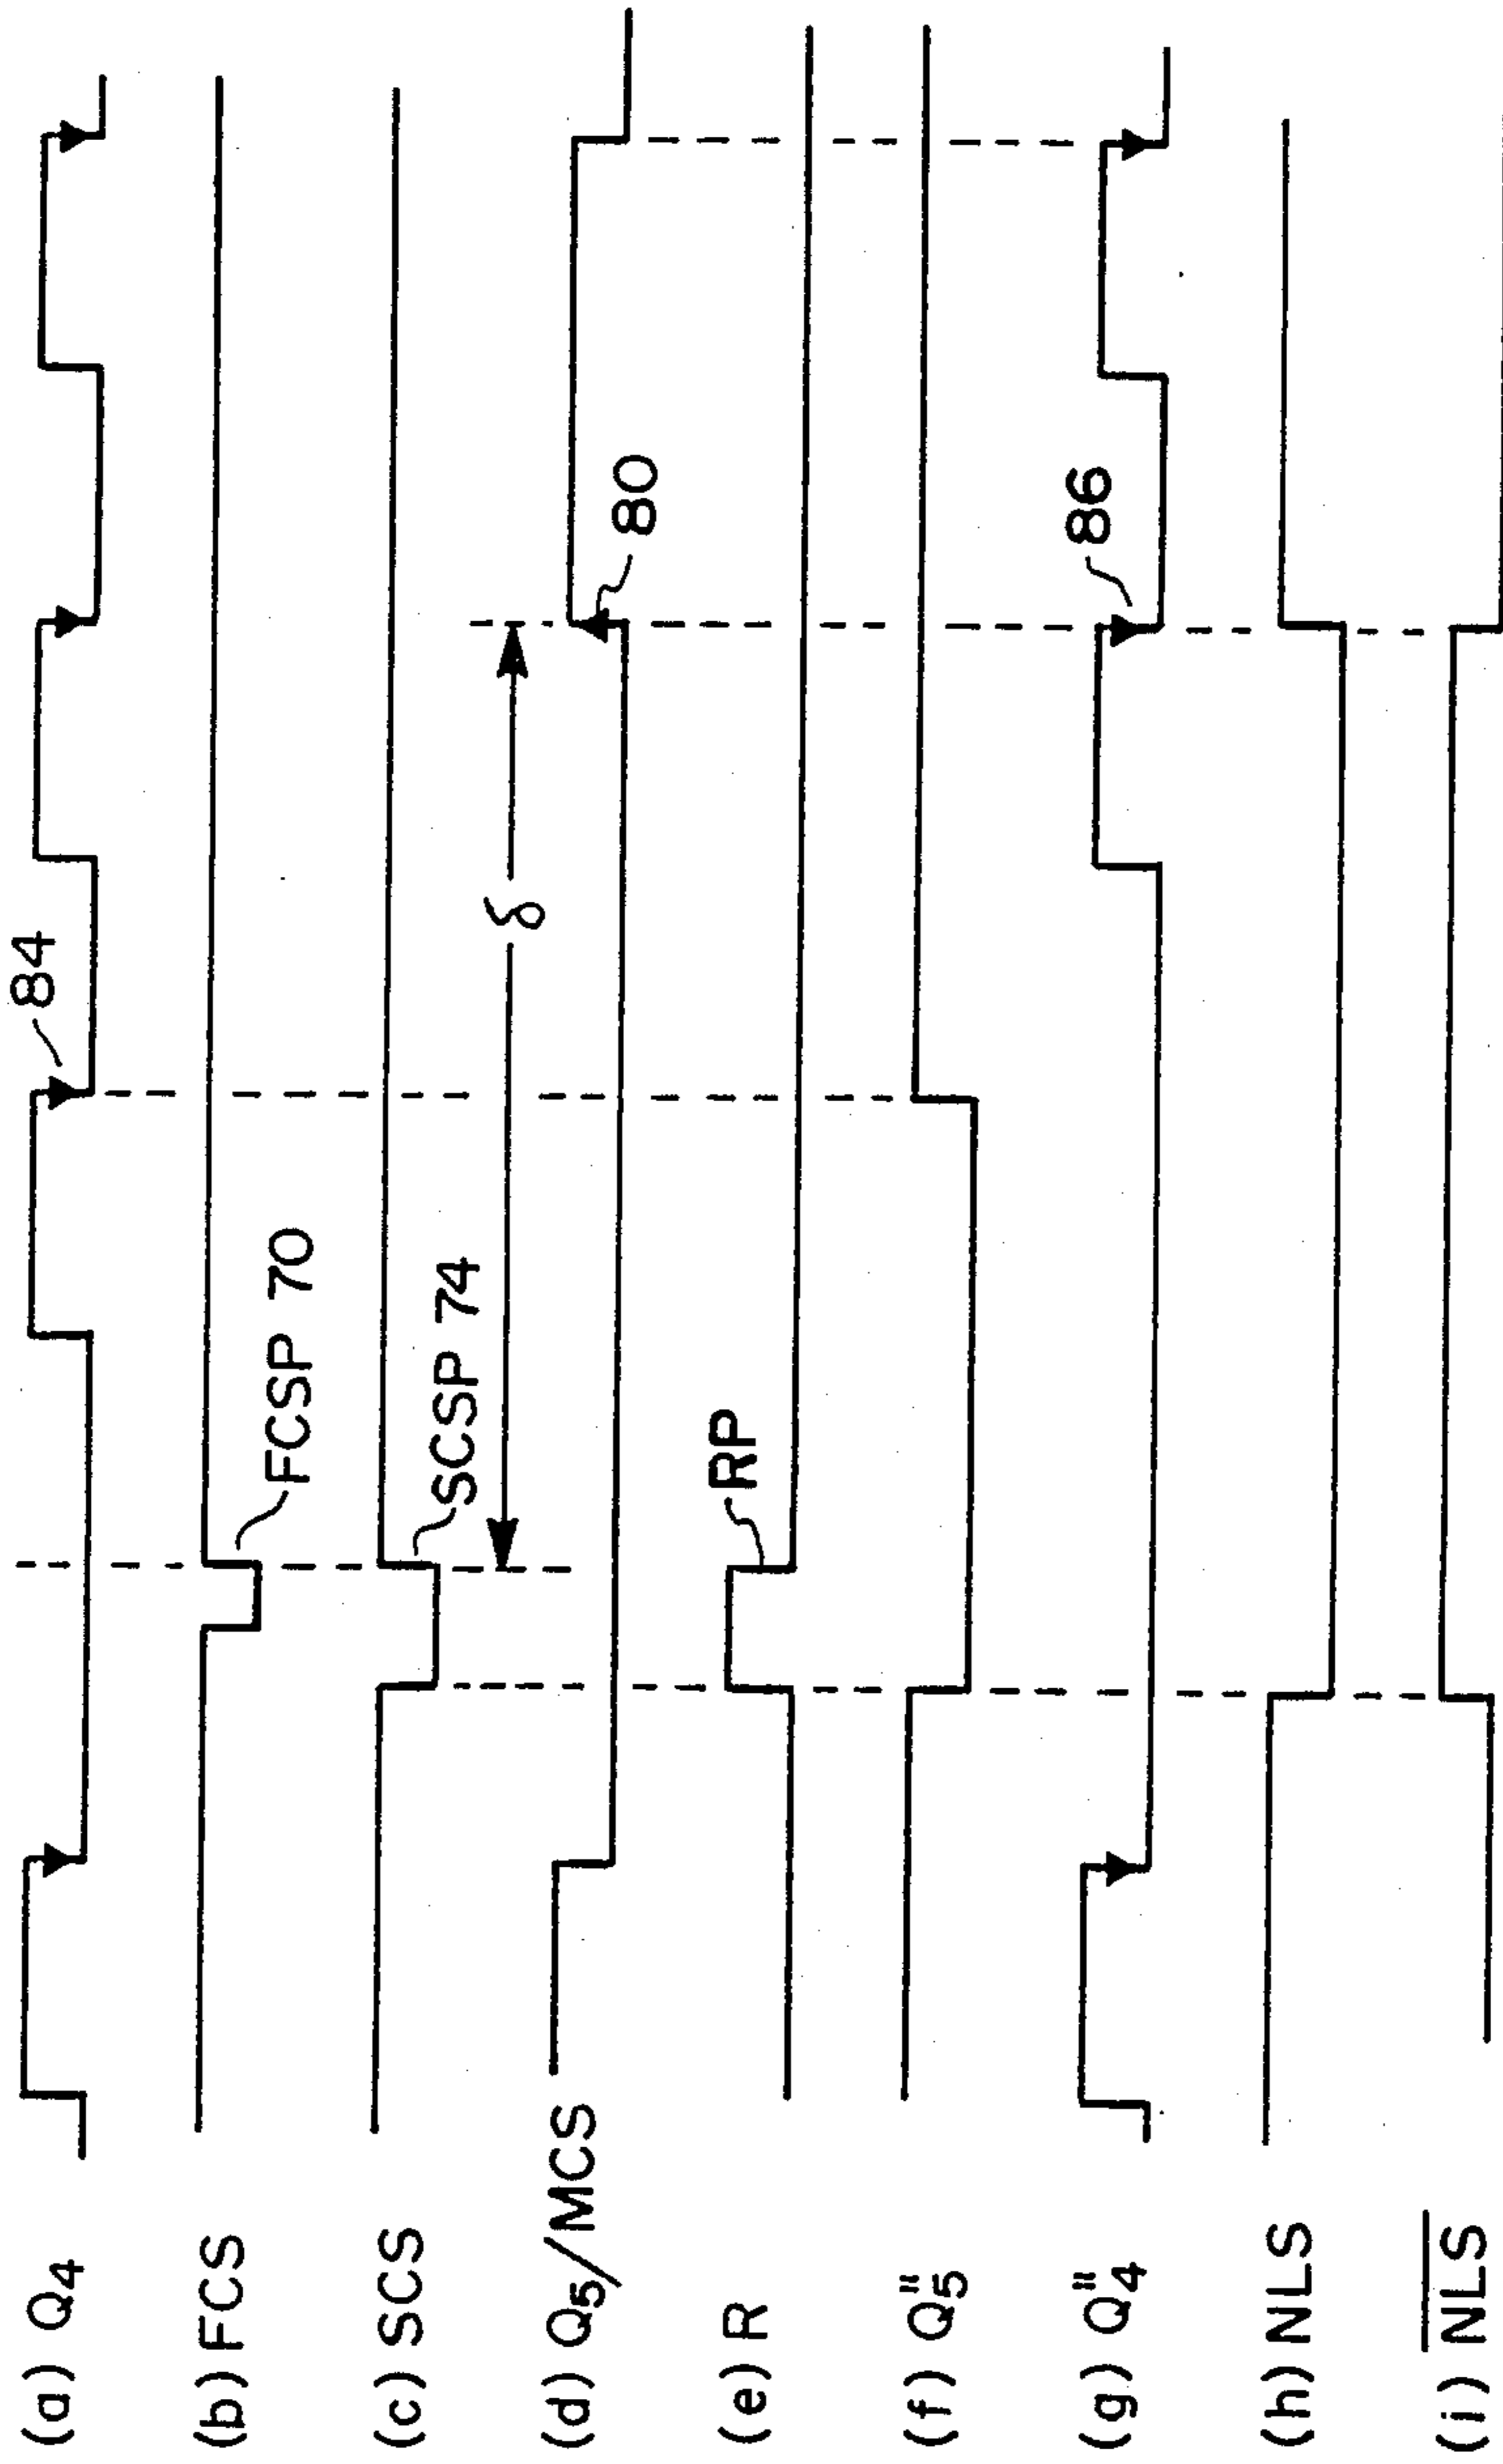 (a) Q4
84
(b) FCS
FCSP 70
(c) SCS
SCSP 74
δ
(d) Q5/MCS
80
(e) R
RP
(f) Q"5
(g) Q"4
86
(h) NLS
(i) NLS